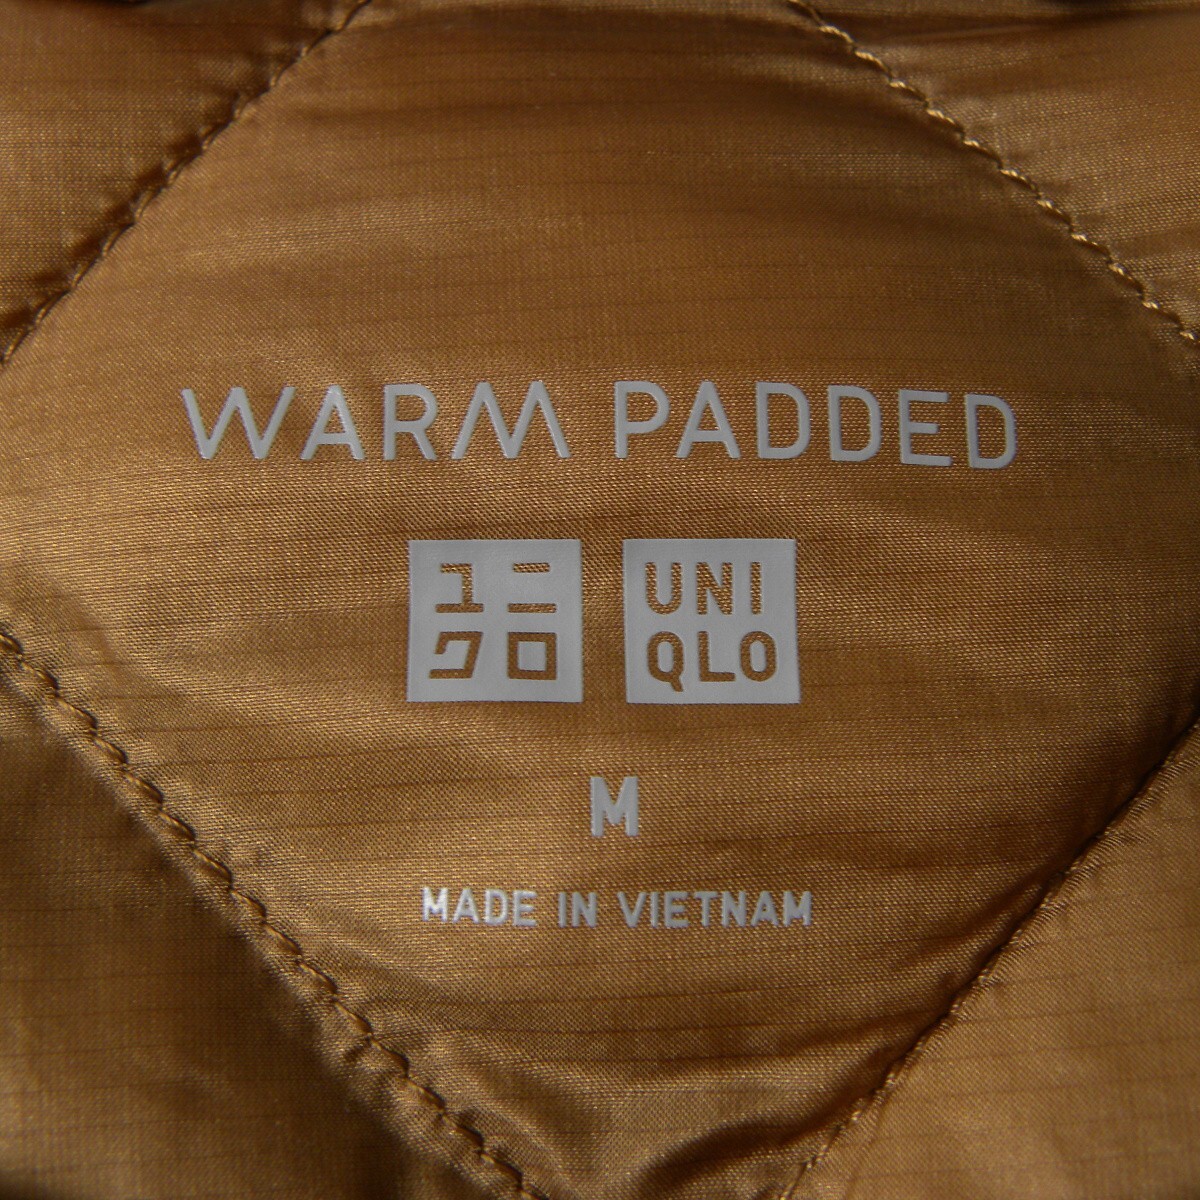 WARM PADDED
ユニ UNI
クロ QLO
M
MADE IN VIETNAM